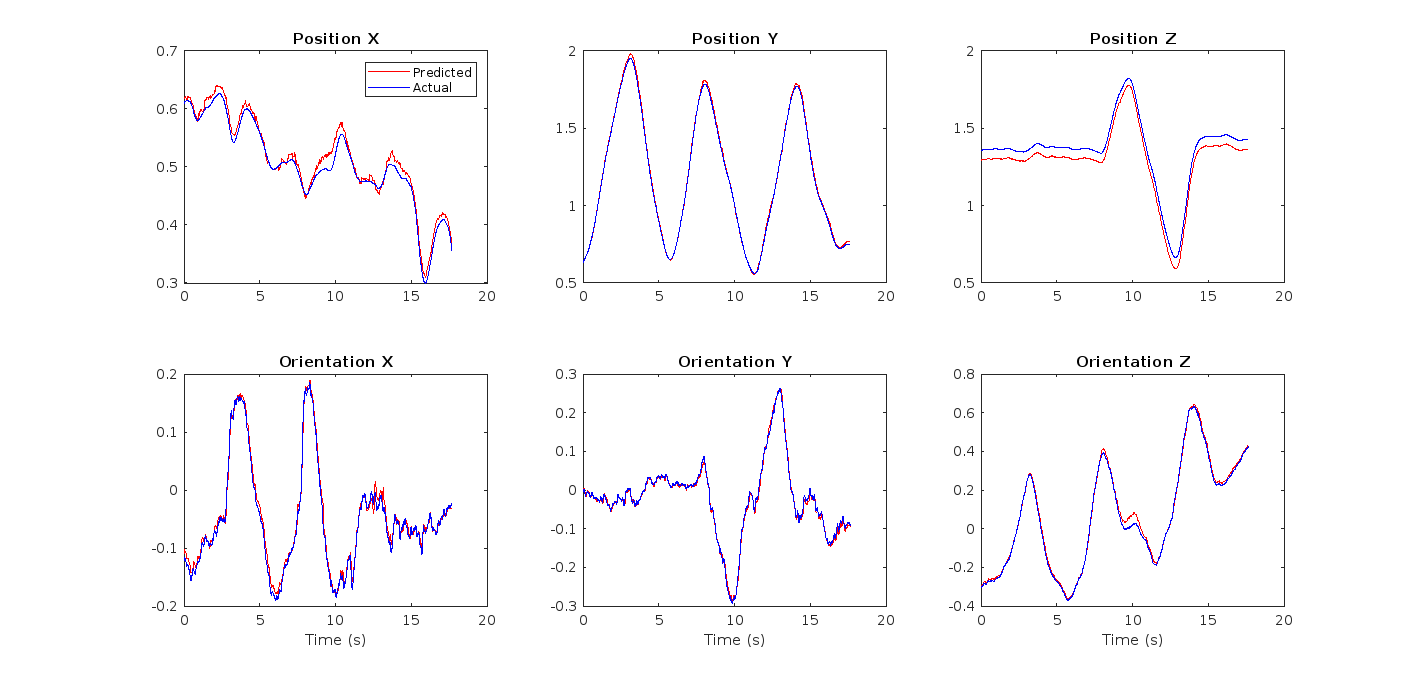 Position X
0.7
0.6
0.5
0.4
0.3
0 5 10 15 20
Predicted
Actual
Position Y
2
1.5
1
0.5
0 5 10 15 20
Position Z
2
1.5
1
0.5
0 5 10 15 20
Orientation X
0.2
0.1
0
-0.1
-0.2
0 5 10 15 20
Time (s)
Orientation Y
0.3
0.2
0.1
0
-0.1
-0.2
-0.3
0 5 10 15 20
Time (s)
Orientation Z
0.8
0.6
0.4
0.2
0
-0.2
-0.4
0 5 10 15 20
Time (s)